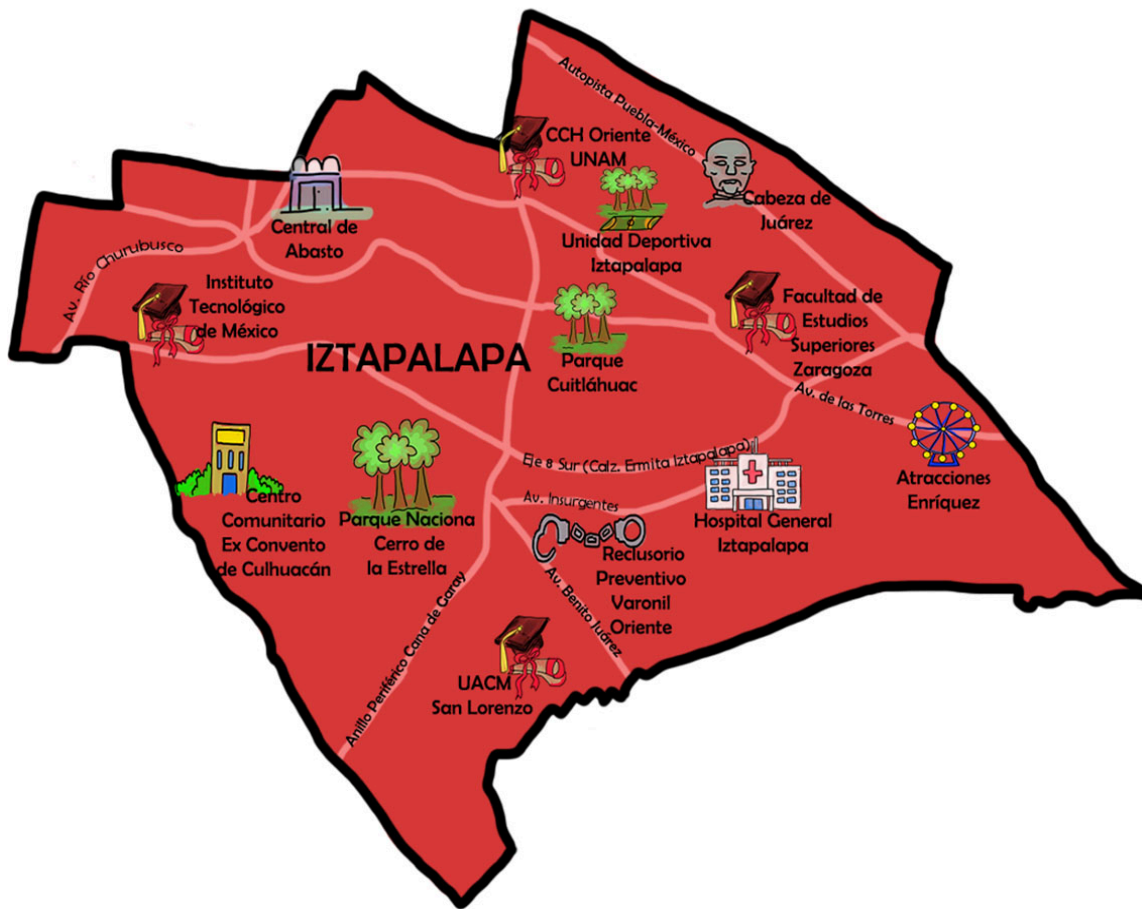 Autopista Puebla-México
CCH Oriente
UNAM
Cabeza de
Juárez
Central de
Abasto
Unidad Deportiva
Iztapalapa
Av. Río Churubusco
Instituto
Tecnológico
de México
Facultad de
Estudios
Superiores
Zaragoza
IZTAPALAPA
Parque
Cuitláhuac
Av. de las Torres
Eje 8 Sur (Calz. Ermita Iztapalapa)
Atracciones
Enríquez
Centro
Comunitario
Ex Convento
de Culhuacán
Parque Naciona
Cerro de
la Estrella
Av. Insurgentes
Hospital General
Iztapalapa
Reclusorio
Preventivo
Varonil
Oriente
Av. Benito Juárez
Anillo Periférico Cana de Garay
UACM
San Lorenzo